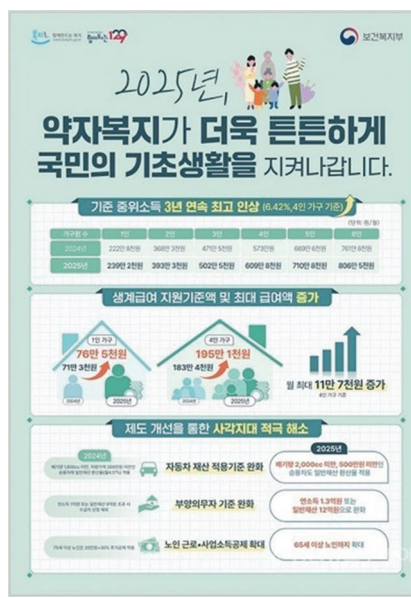 복지로
129
보건복지부
2025년,
약자복지가 더욱 튼튼하게
국민의 기초생활을 지켜나갑니다.
기준 중위소득 3년 연속 최고 인상 (6.42%, 4인 가구 기준)
(단위: 원/월)
가구원 수 1인 2인 3인 4인 5인 6인
2024년 222만 8천원 368만 3천원 471만 5천원 573만원 669만 6천원 761만 8천원
2025년 239만 2천원 393만 3천원 502만 5천원 609만 8천원 710만 8천원 806만 5천원
생계급여 지원기준액 및 최대 급여액 증가
1인 가구
76만 5천원
71만 3천원
2024년 2025년
4인 가구
195만 1천원
183만 4천원
2024년 2025년
월 최대 11만 7천원 증가
4인 가구 기준
제도 개선을 통한 사각지대 적극 해소
2024년
2025년
자동차 재산 적용기준 완화
배기량 2,000cc 미만, 500만원 미만인
승용차도 일반재산 환산율 적용
부양의무자 기준 완화
연소득 1.3억원 또는
일반재산 12억원으로 완화
노인 근로•사업소득공제 확대
65세 이상 노인까지 확대